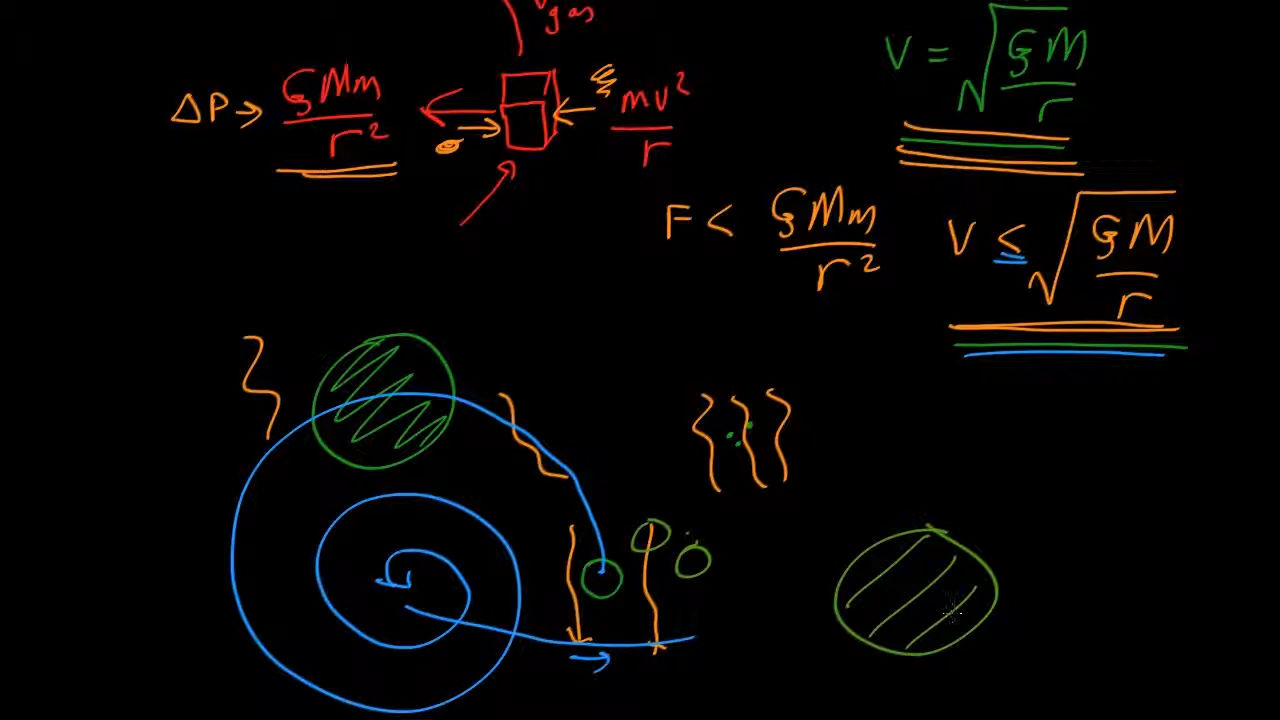 V gas
ΔP → GMm / r² mv² / r
V = √(GM / r)
F < GMm / r² V ≤ √(GM / r)